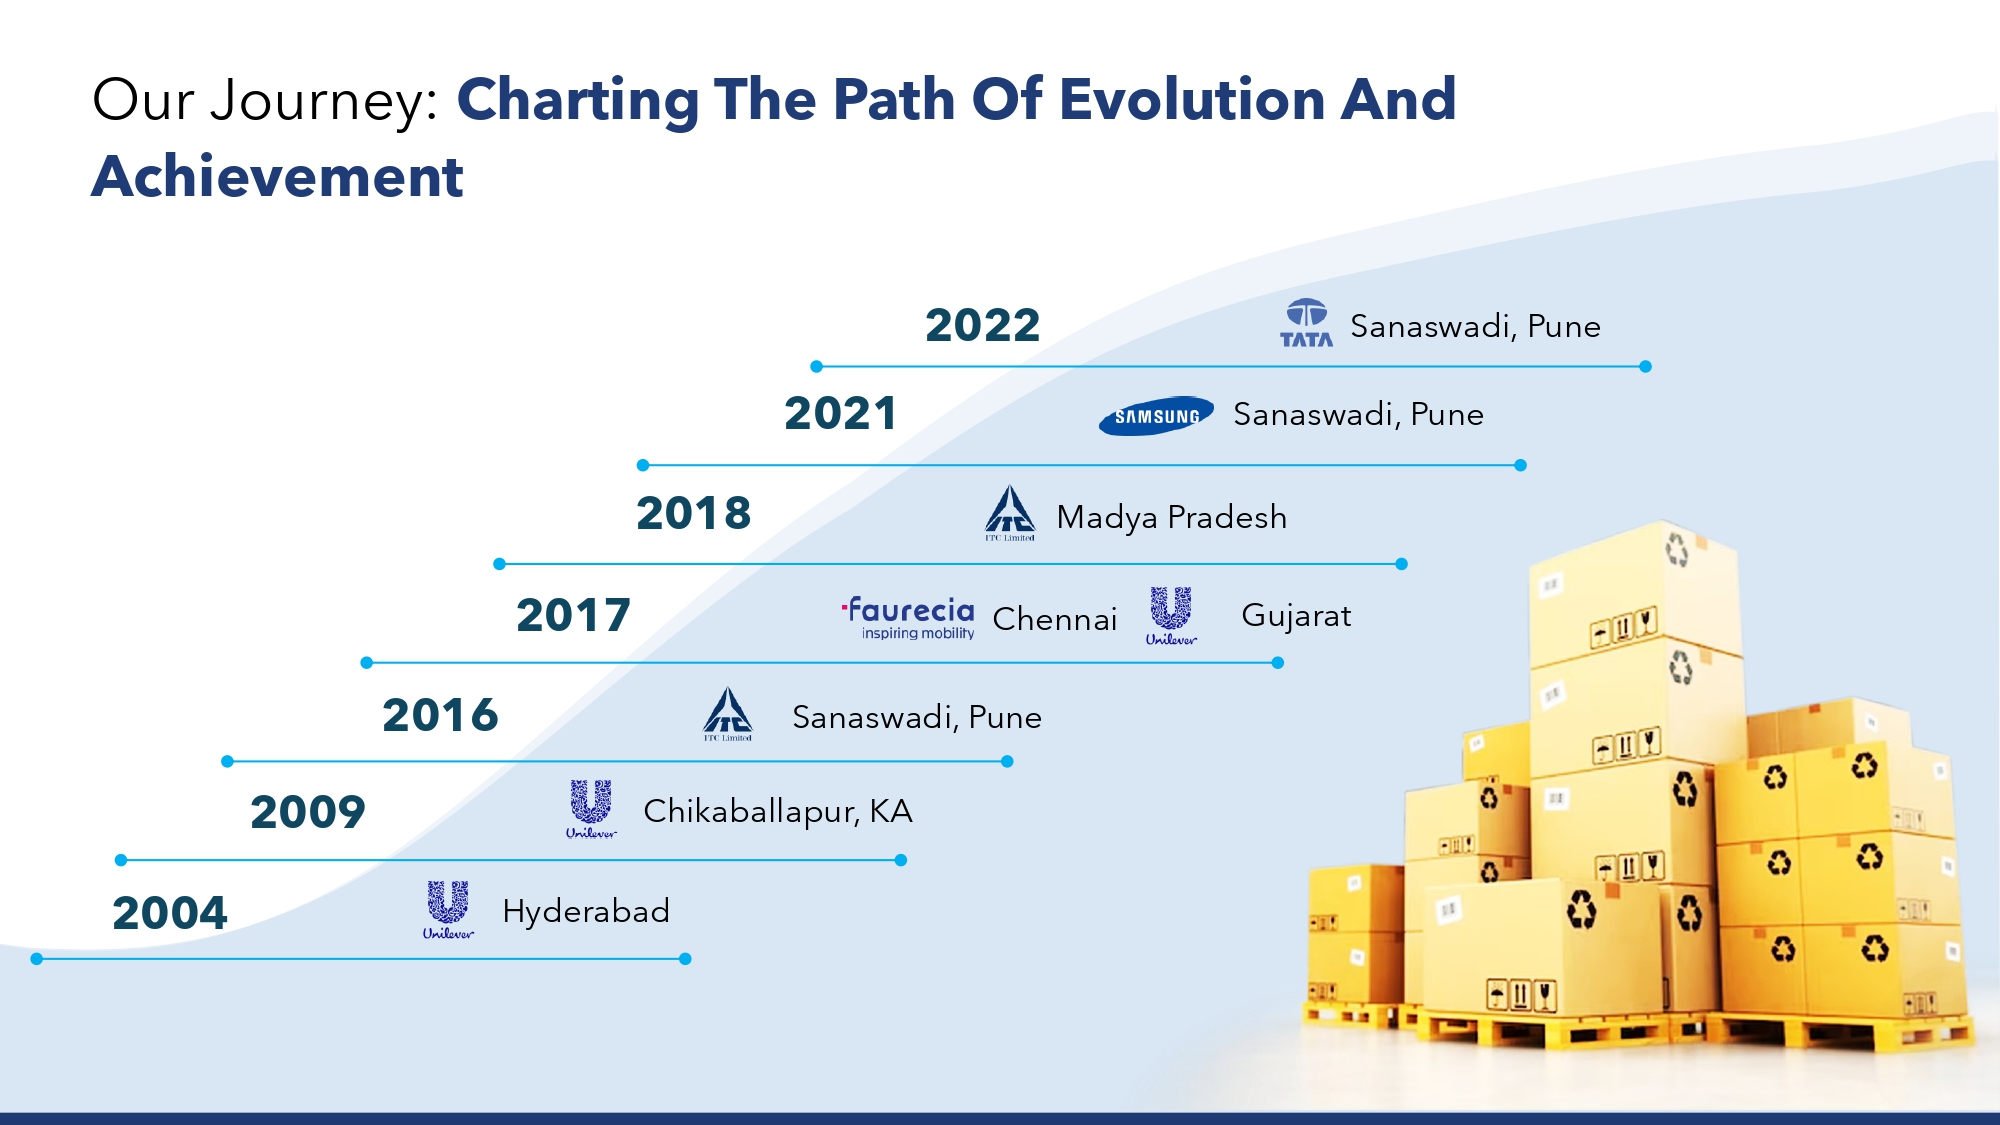 Our Journey: Charting The Path Of Evolution And
Achievement
2022 TATA Sanaswadi, Pune
2021 SAMSUNG Sanaswadi, Pune
2018 ITC ITC Limited Madya Pradesh
2017 faurecia inspiring mobility Chennai Unilever Gujarat
2016 ITC ITC Limited Sanaswadi, Pune
2009 Unilever Chikaballapur, KA
2004 Unilever Hyderabad